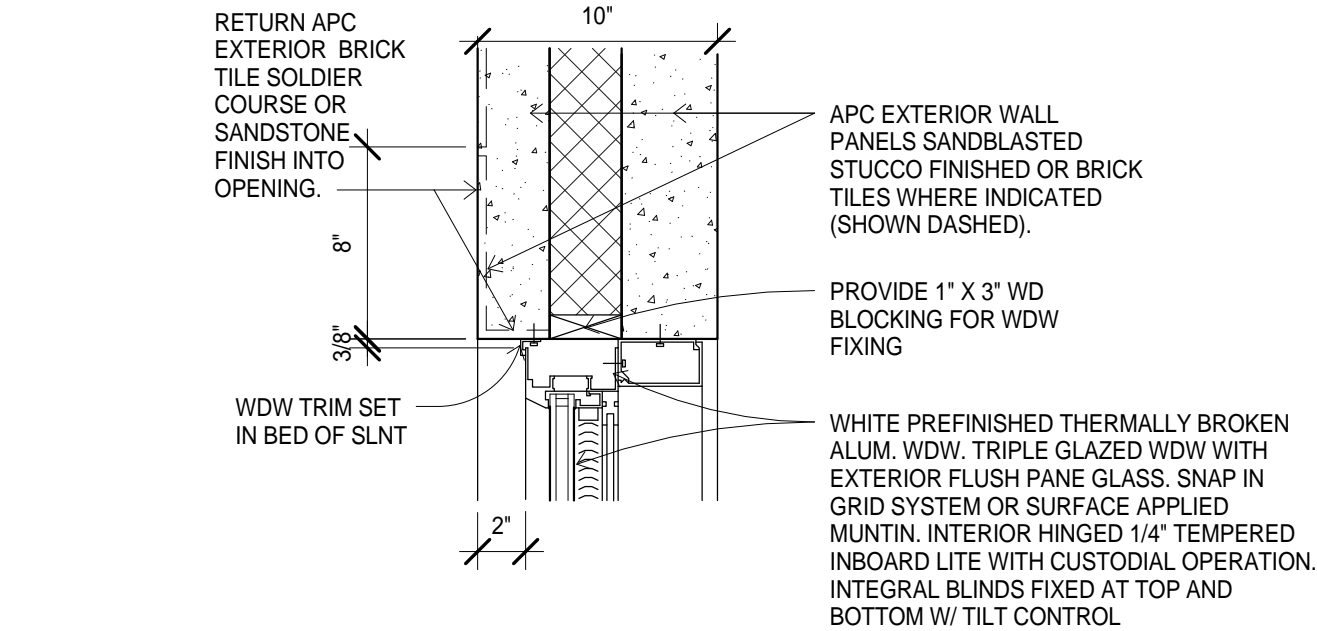 RETURN APC
EXTERIOR BRICK
TILE SOLDIER
COURSE OR
SANDSTONE
FINISH INTO
OPENING.
10"
8"
3/8"
WDW TRIM SET
IN BED OF SLNT
2"
APC EXTERIOR WALL
PANELS SANDBLASTED
STUCCO FINISHED OR BRICK
TILES WHERE INDICATED
(SHOWN DASHED).
PROVIDE 1" X 3" WD
BLOCKING FOR WDW
FIXING
WHITE PREFINISHED THERMALLY BROKEN
ALUM. WDW. TRIPLE GLAZED WDW WITH
EXTERIOR FLUSH PANE GLASS. SNAP IN
GRID SYSTEM OR SURFACE APPLIED
MUNTIN. INTERIOR HINGED 1/4" TEMPERED
INBOARD LITE WITH CUSTODIAL OPERATION.
INTEGRAL BLINDS FIXED AT TOP AND
BOTTOM W/ TILT CONTROL